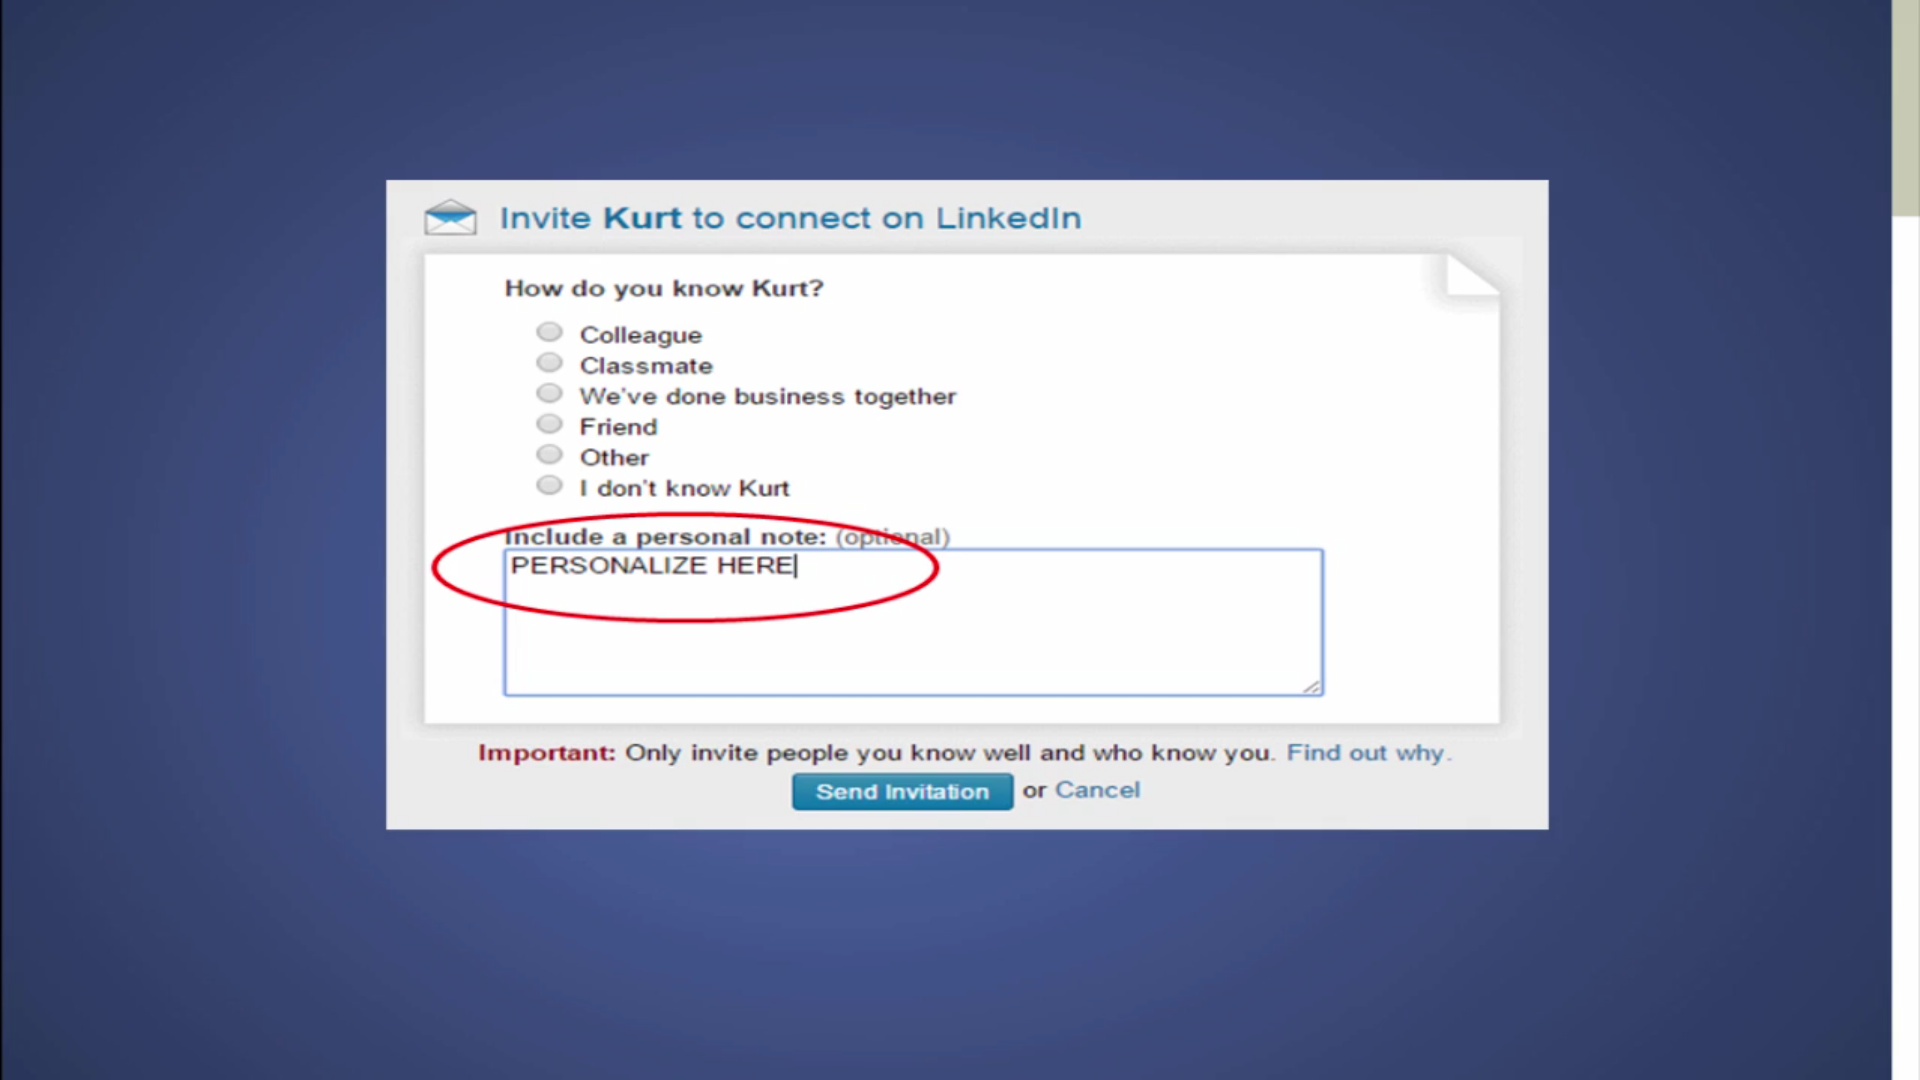 Invite Kurt to connect on LinkedIn
How do you know Kurt?
Colleague
Classmate
We've done business together
Friend
Other
I don't know Kurt
Include a personal note: (optional)
PERSONALIZE HERE
Important: Only invite people you know well and who know you. Find out why.
Send Invitation or Cancel